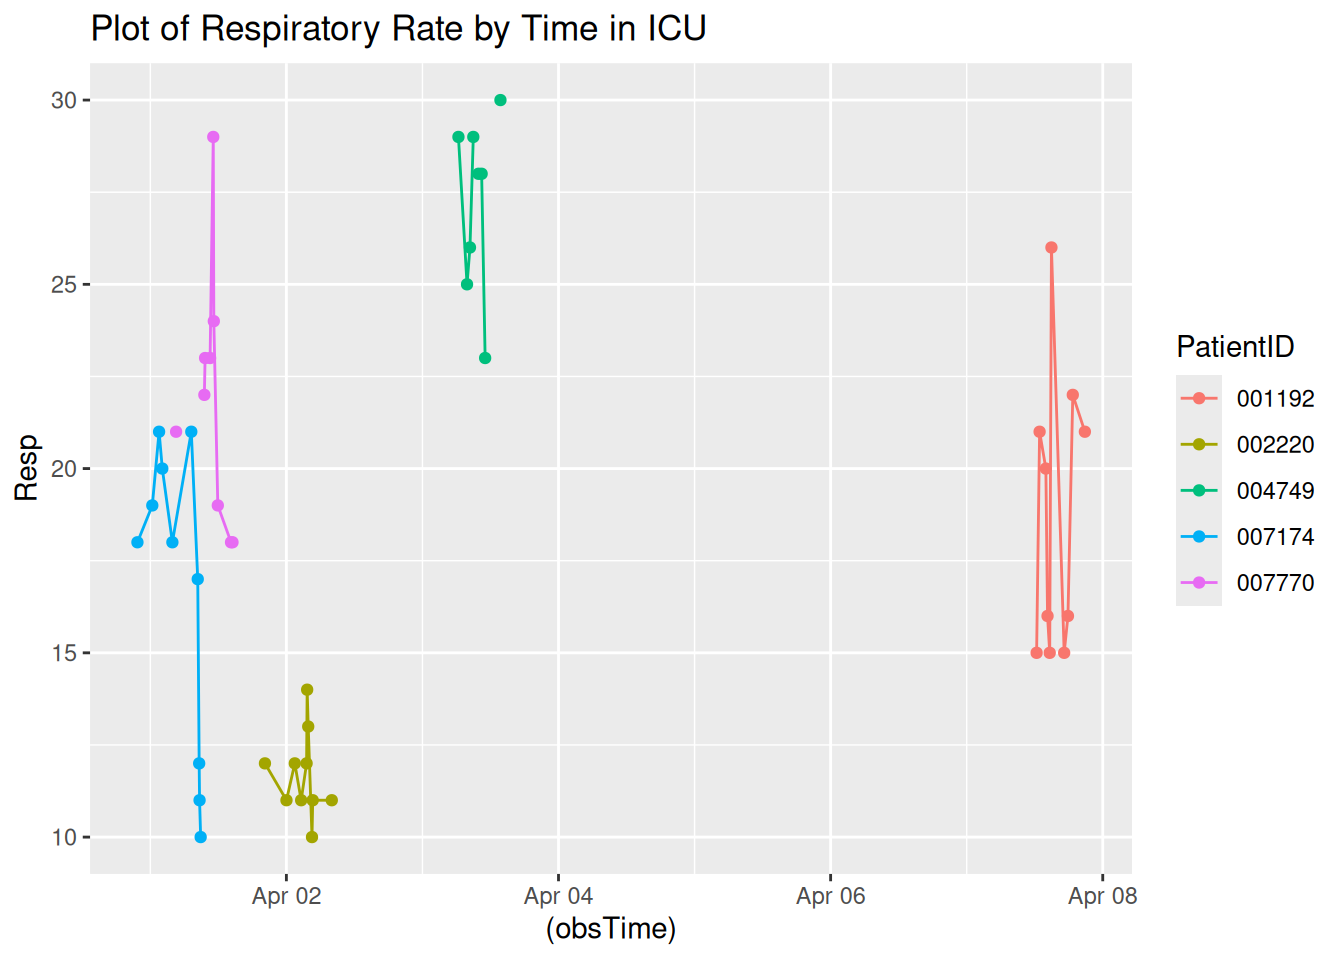 Plot of Respiratory Rate by Time in ICU
30
25
20
15
10
Resp
Apr 02
Apr 04
Apr 06
Apr 08
(obsTime)
PatientID
001192
002220
004749
007174
007770